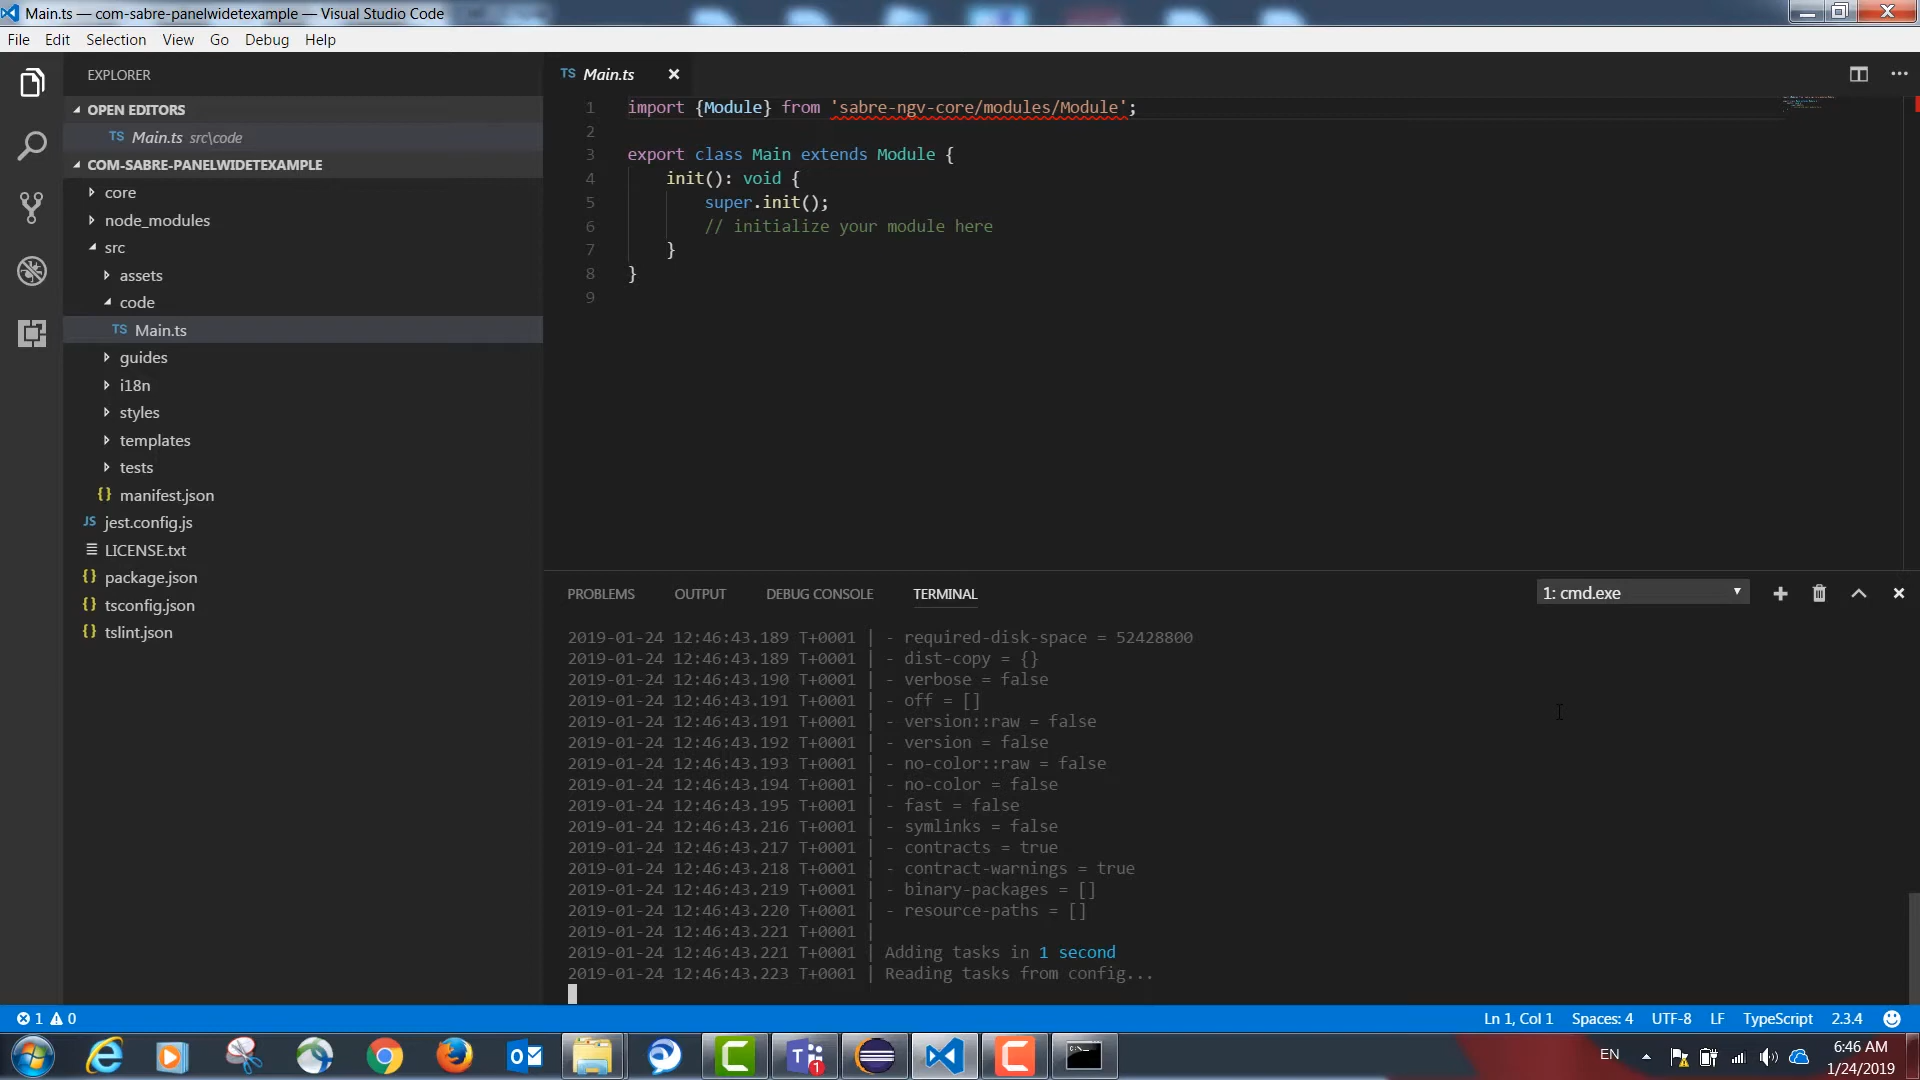 Main.ts — com-sabre-panelwidetexample — Visual Studio Code
File Edit Selection View Go Debug Help
EXPLORER
OPEN EDITORS
TS Main.ts src\code
COM-SABRE-PANELWIDETEXAMPLE
core
node_modules
src
assets
code
TS Main.ts
guides
i18n
styles
templates
tests
{} manifest.json
JS jest.config.js
LICENSE.txt
{} package.json
{} tsconfig.json
{} tslint.json
TS Main.ts
1 import {Module} from 'sabre-ngv-core/modules/Module';
2
3 export class Main extends Module {
4 init(): void {
5 super.init();
6 // initialize your module here
7 }
8 }
9
PROBLEMS OUTPUT DEBUG CONSOLE TERMINAL
1: cmd.exe
2019-01-24 12:46:43.189 T+0001 | - required-disk-space = 52428800
2019-01-24 12:46:43.189 T+0001 | - dist-copy = {}
2019-01-24 12:46:43.190 T+0001 | - verbose = false
2019-01-24 12:46:43.191 T+0001 | - off = []
2019-01-24 12:46:43.191 T+0001 | - version::raw = false
2019-01-24 12:46:43.192 T+0001 | - version = false
2019-01-24 12:46:43.193 T+0001 | - no-color::raw = false
2019-01-24 12:46:43.194 T+0001 | - no-color = false
2019-01-24 12:46:43.195 T+0001 | - fast = false
2019-01-24 12:46:43.216 T+0001 | - symlinks = false
2019-01-24 12:46:43.217 T+0001 | - contracts = true
2019-01-24 12:46:43.218 T+0001 | - contract-warnings = true
2019-01-24 12:46:43.219 T+0001 | - binary-packages = []
2019-01-24 12:46:43.220 T+0001 | - resource-paths = []
2019-01-24 12:46:43.221 T+0001 |
2019-01-24 12:46:43.221 T+0001 | Adding tasks in 1 second
2019-01-24 12:46:43.223 T+0001 | Reading tasks from config...
1 0
Ln 1, Col 1 Spaces: 4 UTF-8 LF TypeScript 2.3.4
EN
6:46 AM
1/24/2019